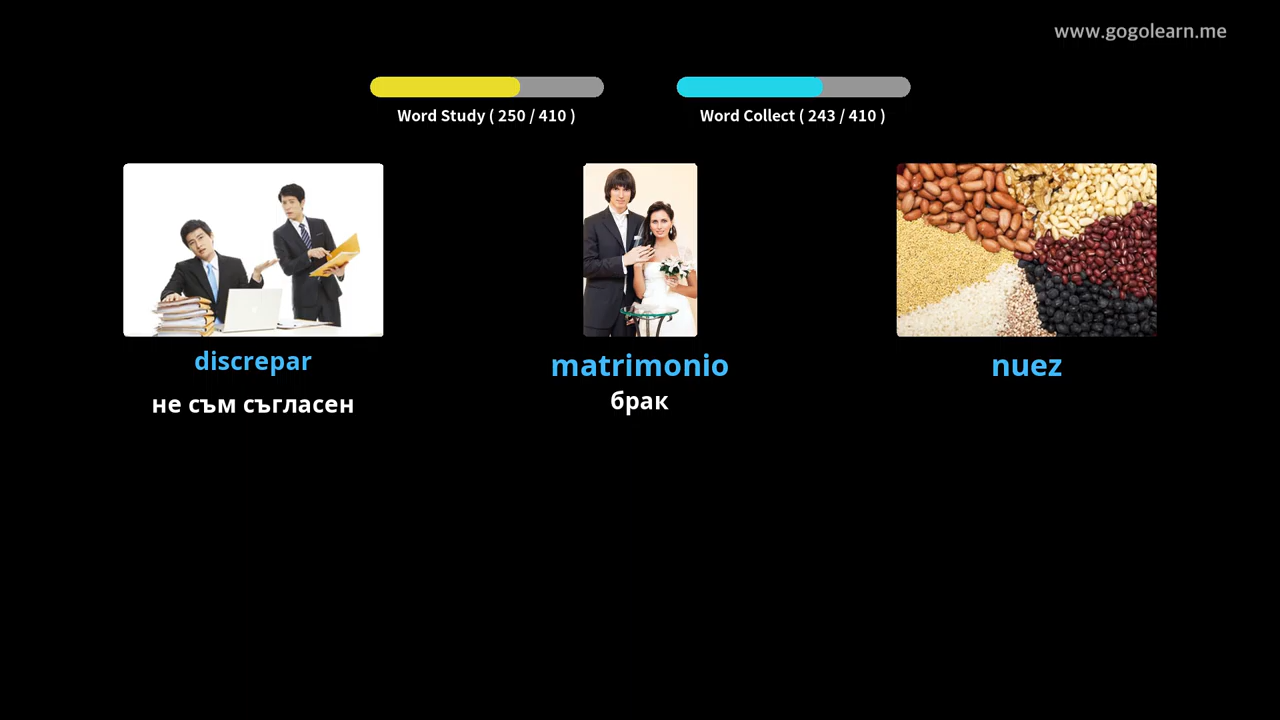 www.gogolearn.me
Word Study ( 250 / 410 )
Word Collect ( 243 / 410 )
discrepar
не съм съгласен
matrimonio
брак
nuez